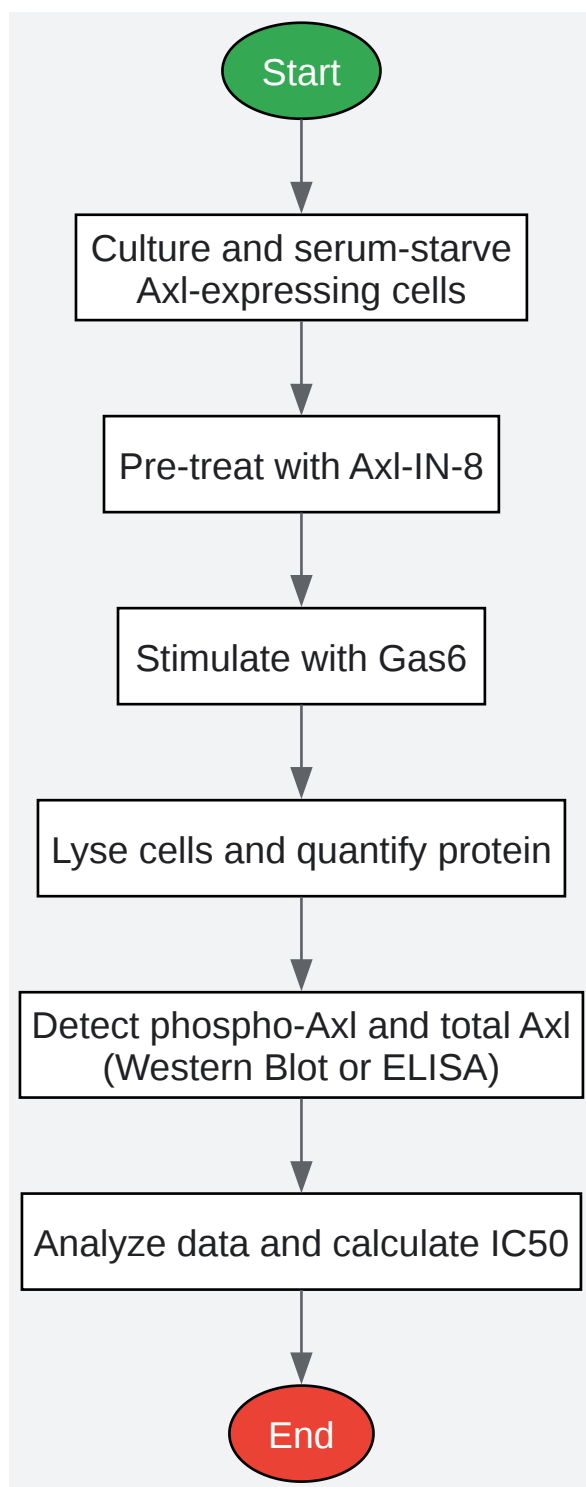 Start
Culture and serum-starve
Axl-expressing cells
Pre-treat with Axl-IN-8
Stimulate with Gas6
Lyse cells and quantify protein
Detect phospho-Axl and total Axl
(Western Blot or ELISA)
Analyze data and calculate IC50
End